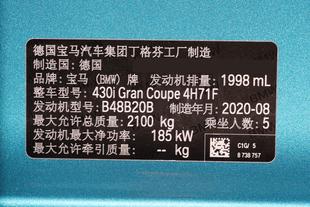 德国宝马汽车集团丁格芬工厂制造
制造国：德国
品牌：宝马（BMW）牌 发动机排量：1998 mL
整车型号：430i Gran Coupe 4H71F
发动机型号：B48B20B 制造年月：2020-08
最大允许总质量：2100 kg 乘坐人数：5
发动机最大净功率：185 kW
最大允许牵引质量：-- kg
C1G/ 5
8 738 757